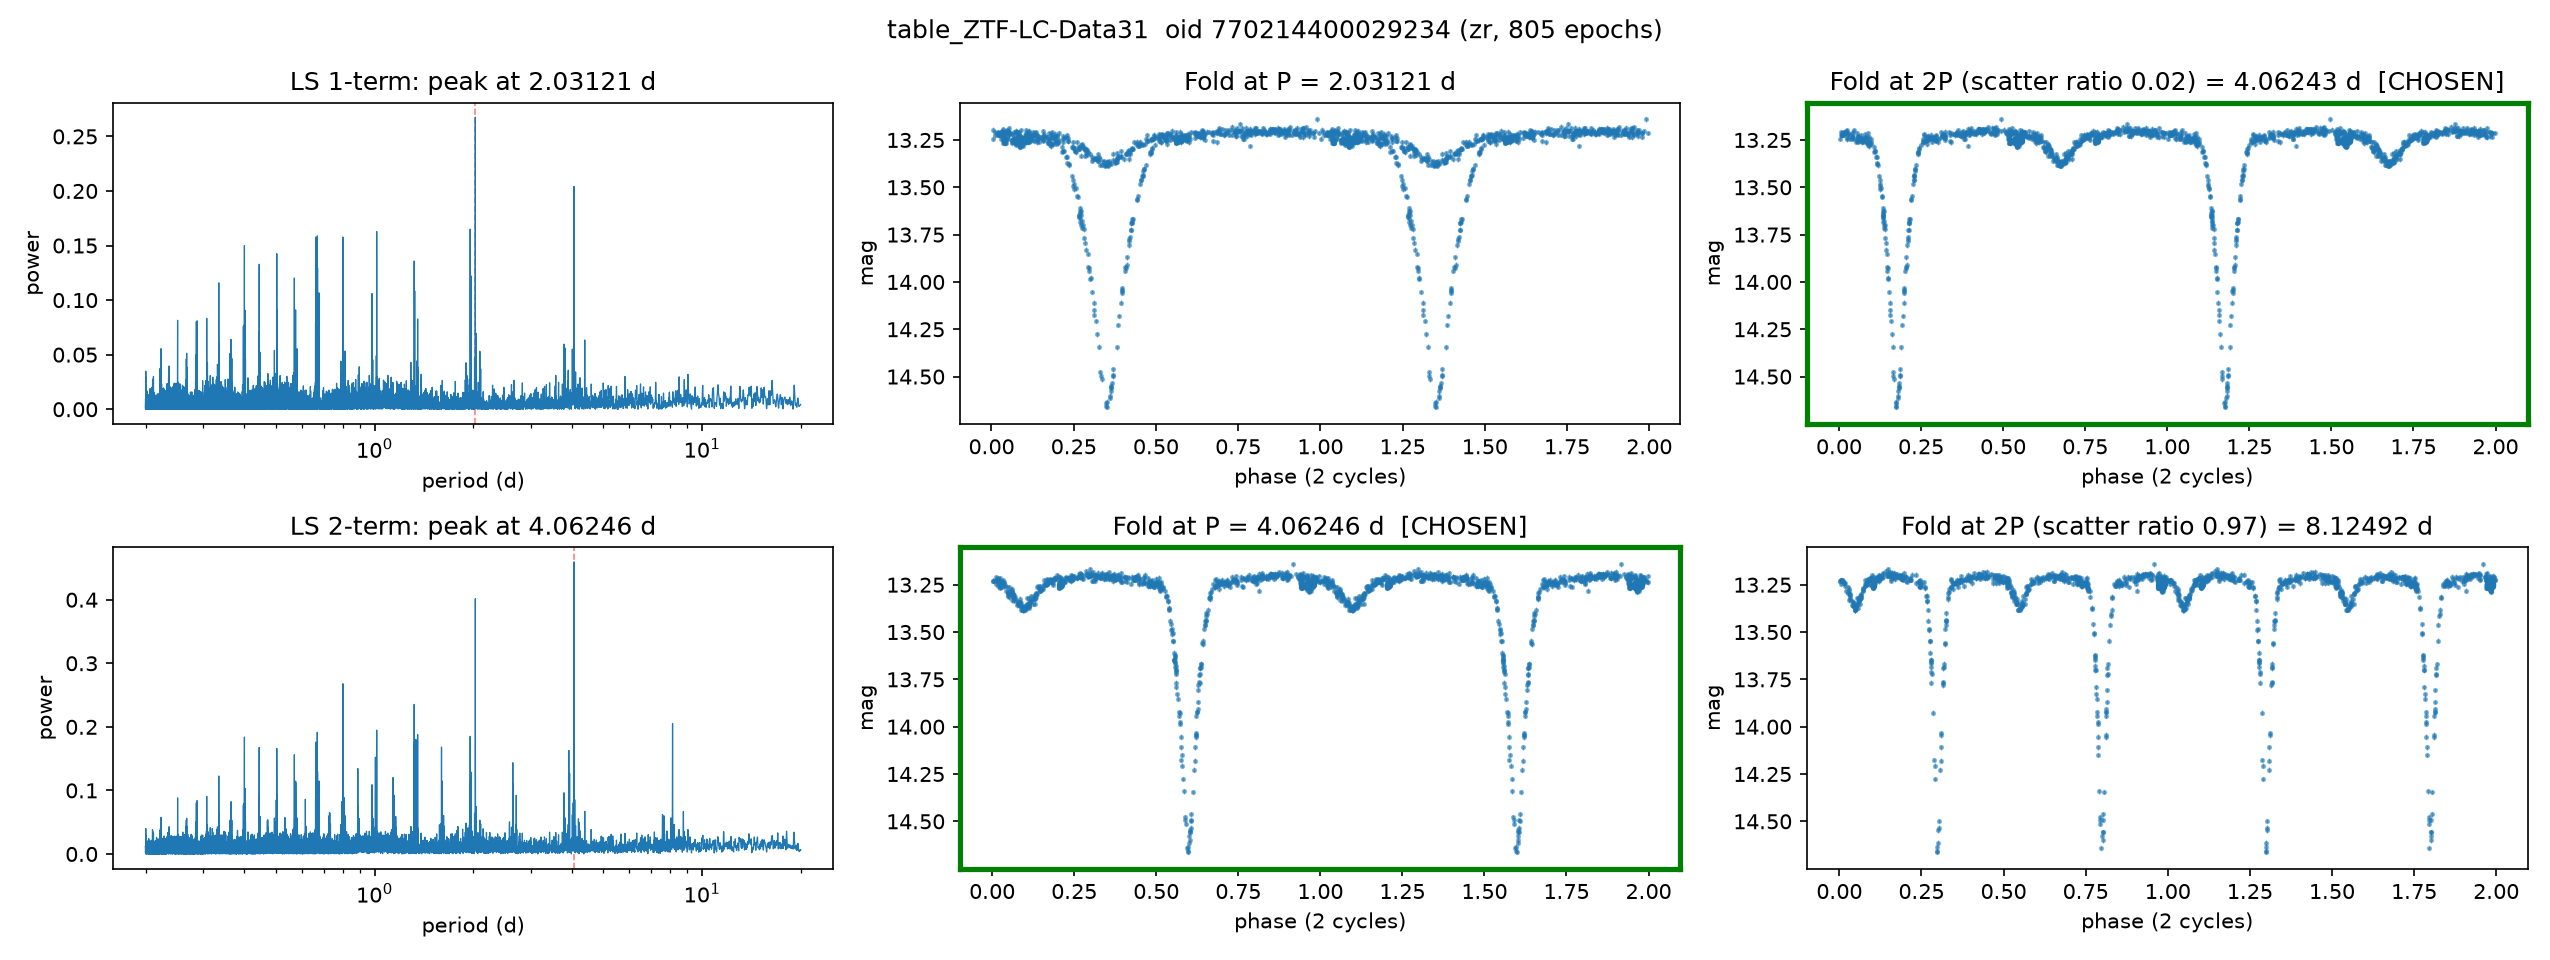 table_ZTF-LC-Data31  oid 770214400029234 (zr, 805 epochs)
LS 1-term: peak at 2.03121 d
power
0.25
0.20
0.15
0.10
0.05
0.00
10⁰
10¹
period (d)
Fold at P = 2.03121 d
mag
13.25
13.50
13.75
14.00
14.25
14.50
0.00 0.25 0.50 0.75 1.00 1.25 1.50 1.75 2.00
phase (2 cycles)
Fold at 2P (scatter ratio 0.02) = 4.06243 d  [CHOSEN]
mag
13.25
13.50
13.75
14.00
14.25
14.50
0.00 0.25 0.50 0.75 1.00 1.25 1.50 1.75 2.00
phase (2 cycles)
LS 2-term: peak at 4.06246 d
power
0.4
0.3
0.2
0.1
0.0
10⁰
10¹
period (d)
Fold at P = 4.06246 d  [CHOSEN]
mag
13.25
13.50
13.75
14.00
14.25
14.50
0.00 0.25 0.50 0.75 1.00 1.25 1.50 1.75 2.00
phase (2 cycles)
Fold at 2P (scatter ratio 0.97) = 8.12492 d
mag
13.25
13.50
13.75
14.00
14.25
14.50
0.00 0.25 0.50 0.75 1.00 1.25 1.50 1.75 2.00
phase (2 cycles)